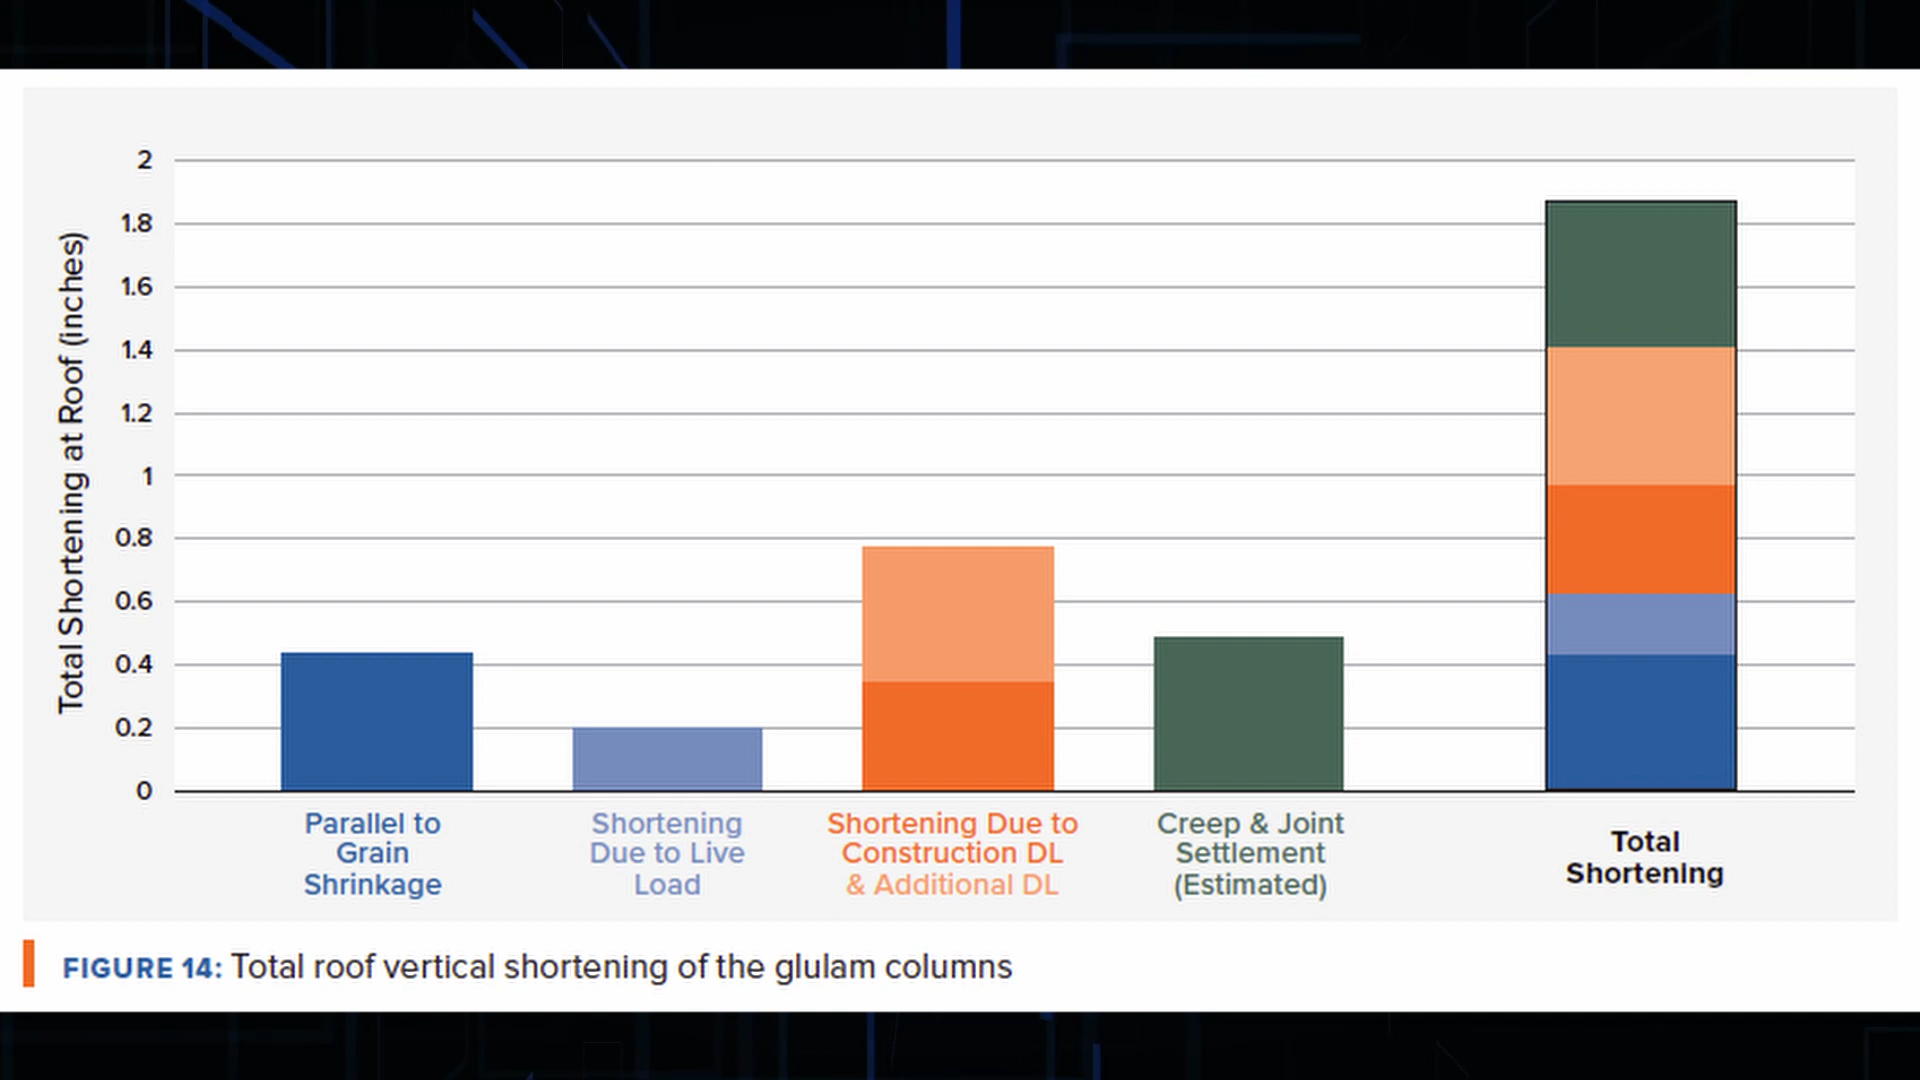 Total Shortening at Roof (inches)
2
1.8
1.6
1.4
1.2
1
0.8
0.6
0.4
0.2
0
Parallel to
Grain
Shrinkage
Shortening
Due to Live
Load
Shortening Due to
Construction DL
& Additional DL
Creep & Joint
Settlement
(Estimated)
Total
Shortening
FIGURE 14: Total roof vertical shortening of the glulam columns